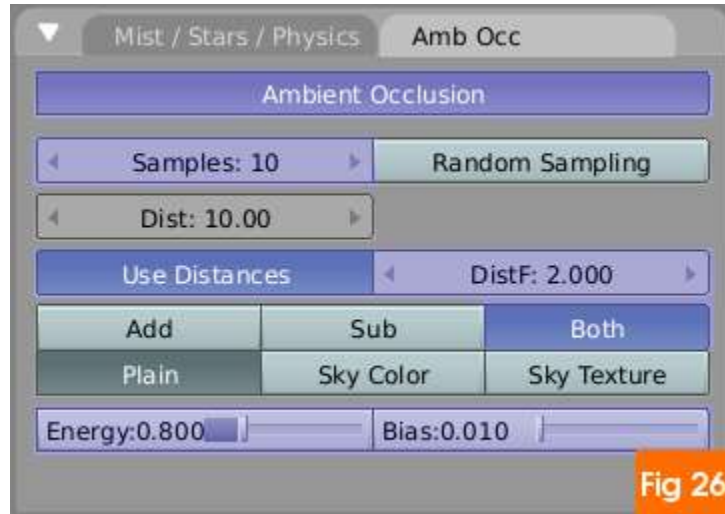 Mist / Stars / Physics Amb Occ
Ambient Occlusion
Samples: 10 Random Sampling
Dist: 10.00
Use Distances DistF: 2.000
Add Sub Both
Plain Sky Color Sky Texture
Energy:0.800 Bias:0.010
Fig 26